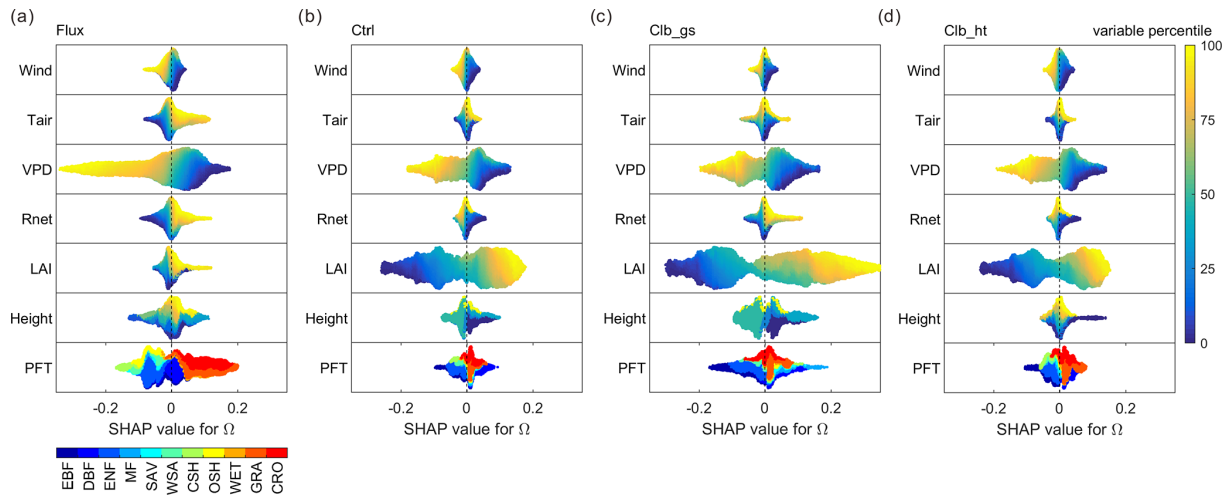 (a) Flux
Wind
Tair
VPD
Rnet
LAI
Height
PFT
-0.2 0 0.2
SHAP value for Ω
EBF DBF ENF MF SAV WSA CSH OSH WET GRA CRO
(b) Ctrl
Wind
Tair
VPD
Rnet
LAI
Height
PFT
0 0.2
SHAP value for Ω
(c) Clb_gs
Wind
Tair
VPD
Rnet
LAI
Height
PFT
-0.2 0 0.2
SHAP value for Ω
(d) Clb_ht
Wind
Tair
VPD
Rnet
LAI
Height
PFT
0 0.2
SHAP value for Ω
variable percentile
100
75
50
25
0